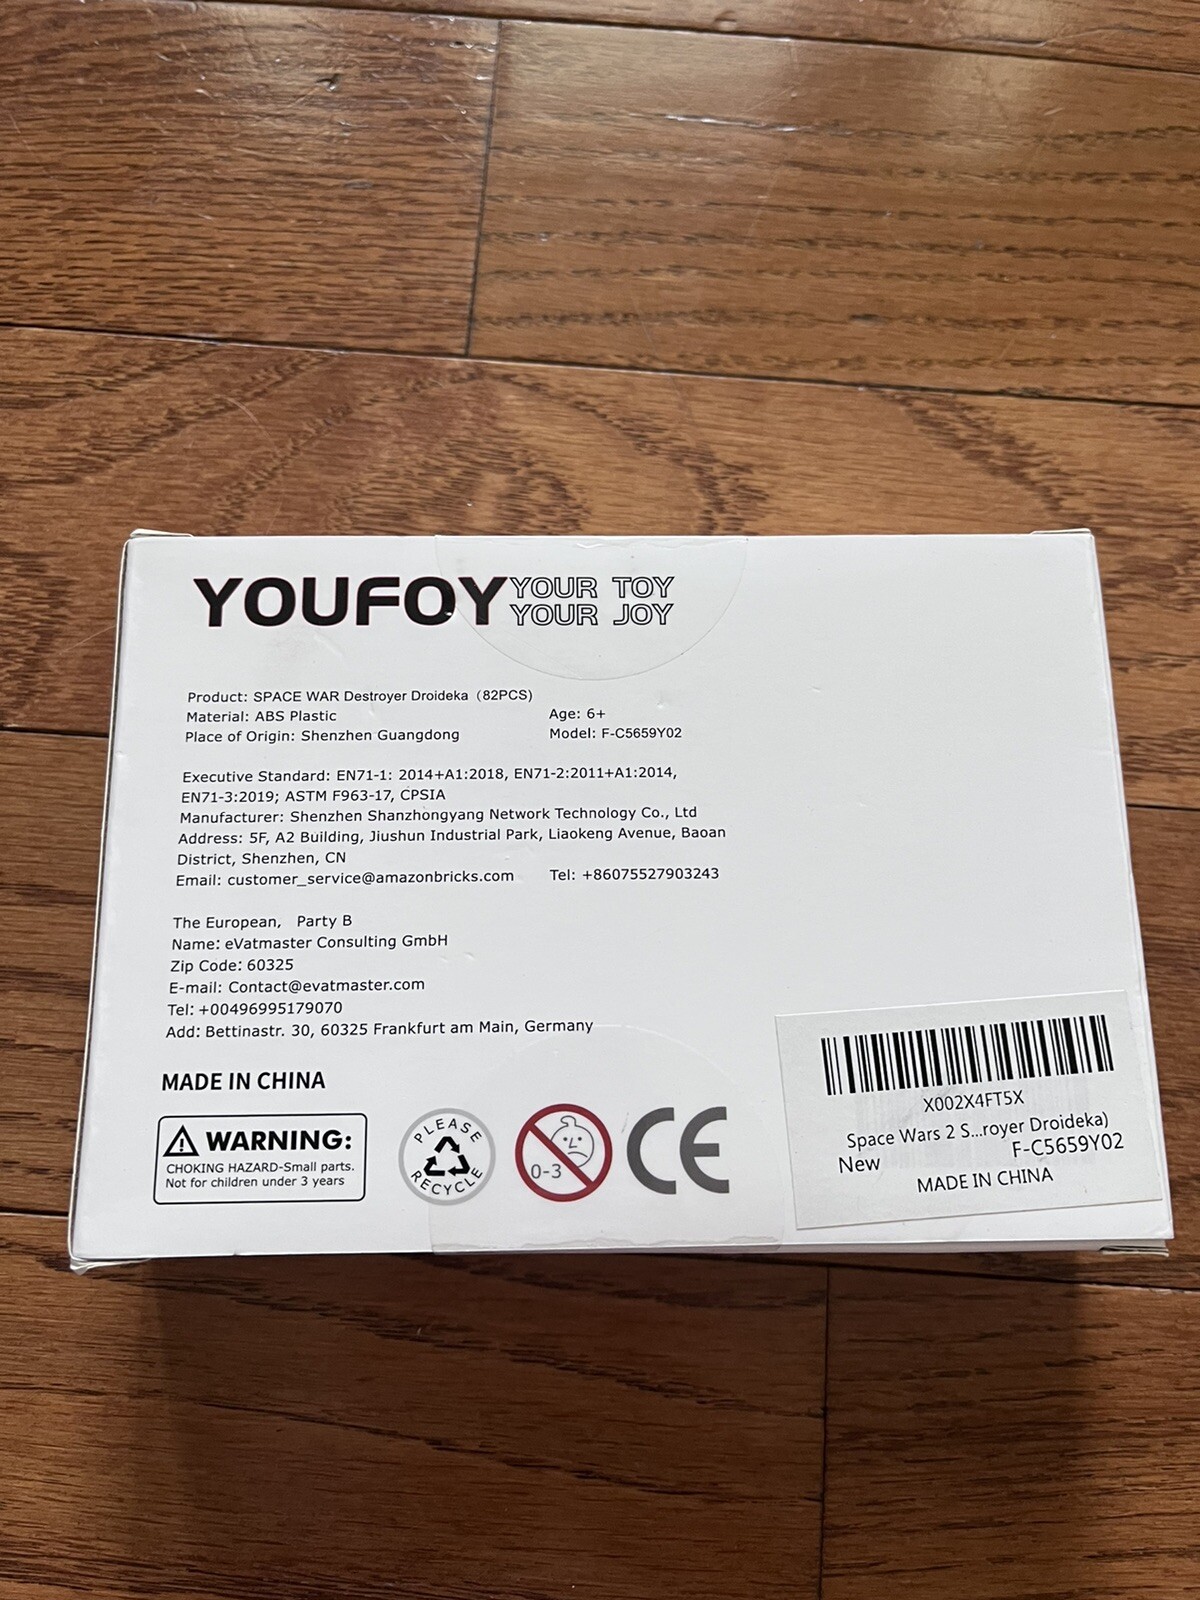 YOUFOY YOUR TOY
YOUR JOY
Product: SPACE WAR Destroyer Droideka (82PCS)
Material: ABS Plastic Age: 6+
Place of Origin: Shenzhen Guangdong Model: F-C5659Y02
Executive Standard: EN71-1: 2014+A1:2018, EN71-2:2011+A1:2014,
EN71-3:2019; ASTM F963-17, CPSIA
Manufacturer: Shenzhen Shanzhongyang Network Technology Co., Ltd
Address: 5F, A2 Building, Jiushun Industrial Park, Liaokeng Avenue, Baoan
District, Shenzhen, CN
Email: customer_service@amazonbricks.com Tel: +8607552790​3243
The European, Party B
Name: eVatmaster Consulting GmbH
Zip Code: 60325
E-mail: Contact@evatmaster.com
Tel: +00496995179070
Add: Bettinastr. 30, 60325 Frankfurt am Main, Germany
MADE IN CHINA
WARNING:
CHOKING HAZARD-Small parts.
Not for children under 3 years
PLEASE
RECYCLE
0-3
CE
X002X4FT5X
Space Wars 2 S...royer Droideka)
New F-C5659Y02
MADE IN CHINA